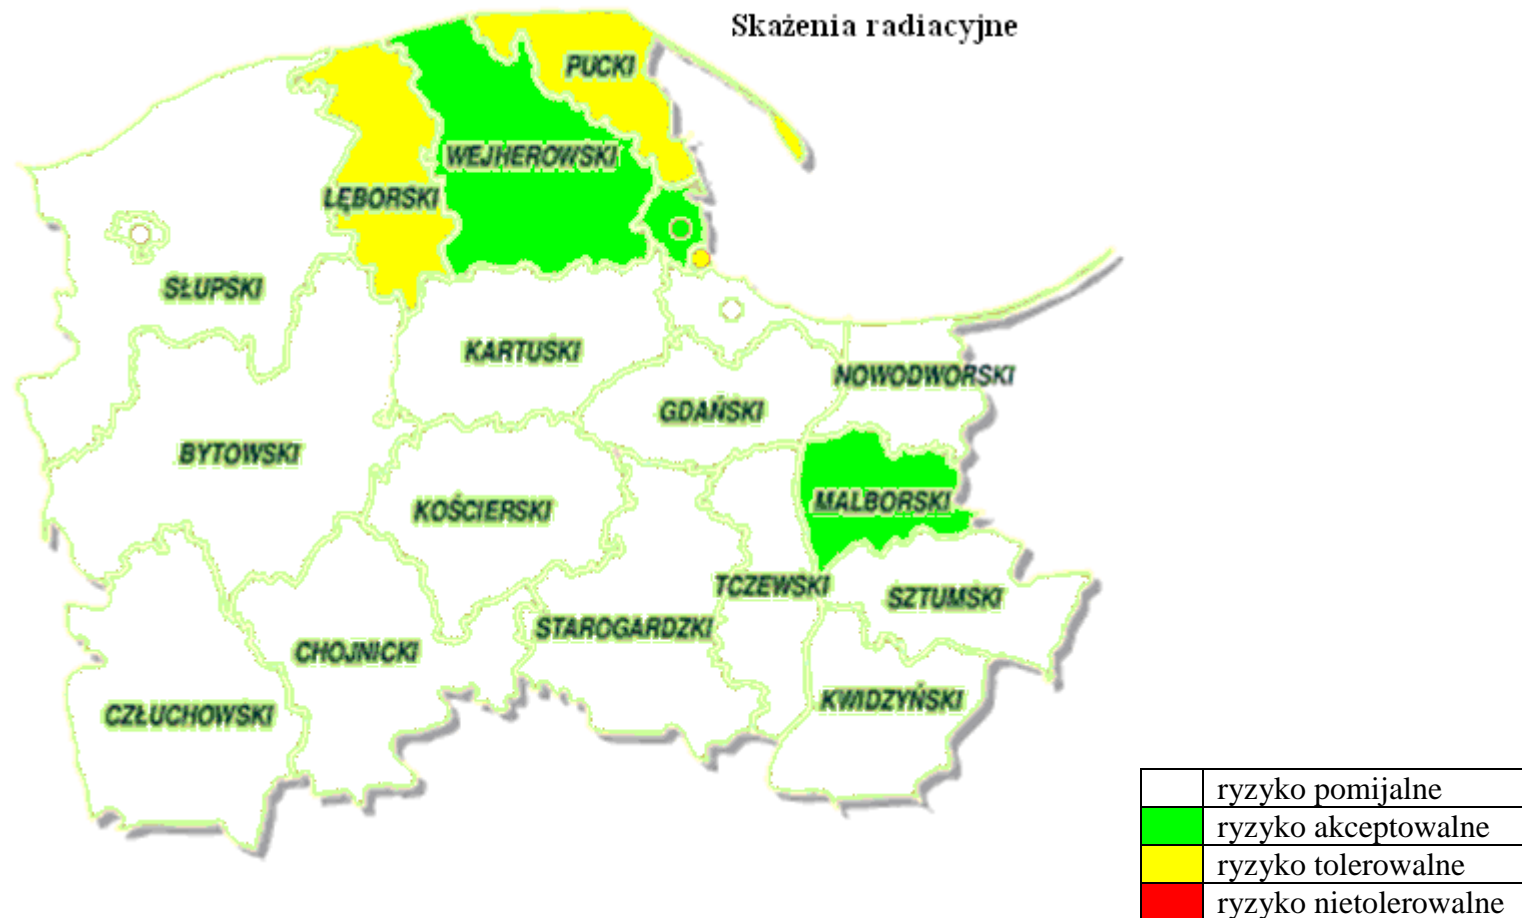 Skażenia radiacyjne
PUCKI
WEJHEROWSKI
LĘBORSKI
SŁUPSKI
KARTUSKI
NOWODWORSKI
GDAŃSKI
BYTOWSKI
MALBORSKI
KOŚCIERSKI
TCZEWSKI
SZTUMSKI
STAROGARDZKI
CHOJNICKI
KWIDZYŃSKI
CZŁUCHOWSKI
ryzyko pomijalne
ryzyko akceptowalne
ryzyko tolerowalne
ryzyko nietolerowalne